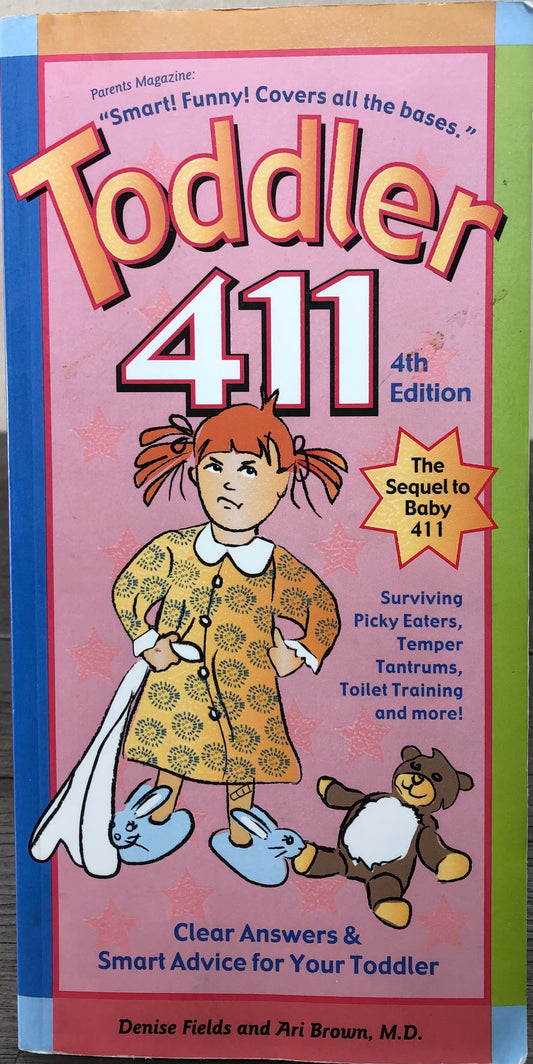 Parents Magazine:
“Smart! Funny! Covers all the bases.”
Toddler
411
4th
Edition
The
Sequel to
Baby
411
Surviving
Picky Eaters,
Temper
Tantrums,
Toilet Training
and more!
Clear Answers &
Smart Advice for Your Toddler
Denise Fields and Ari Brown, M.D.